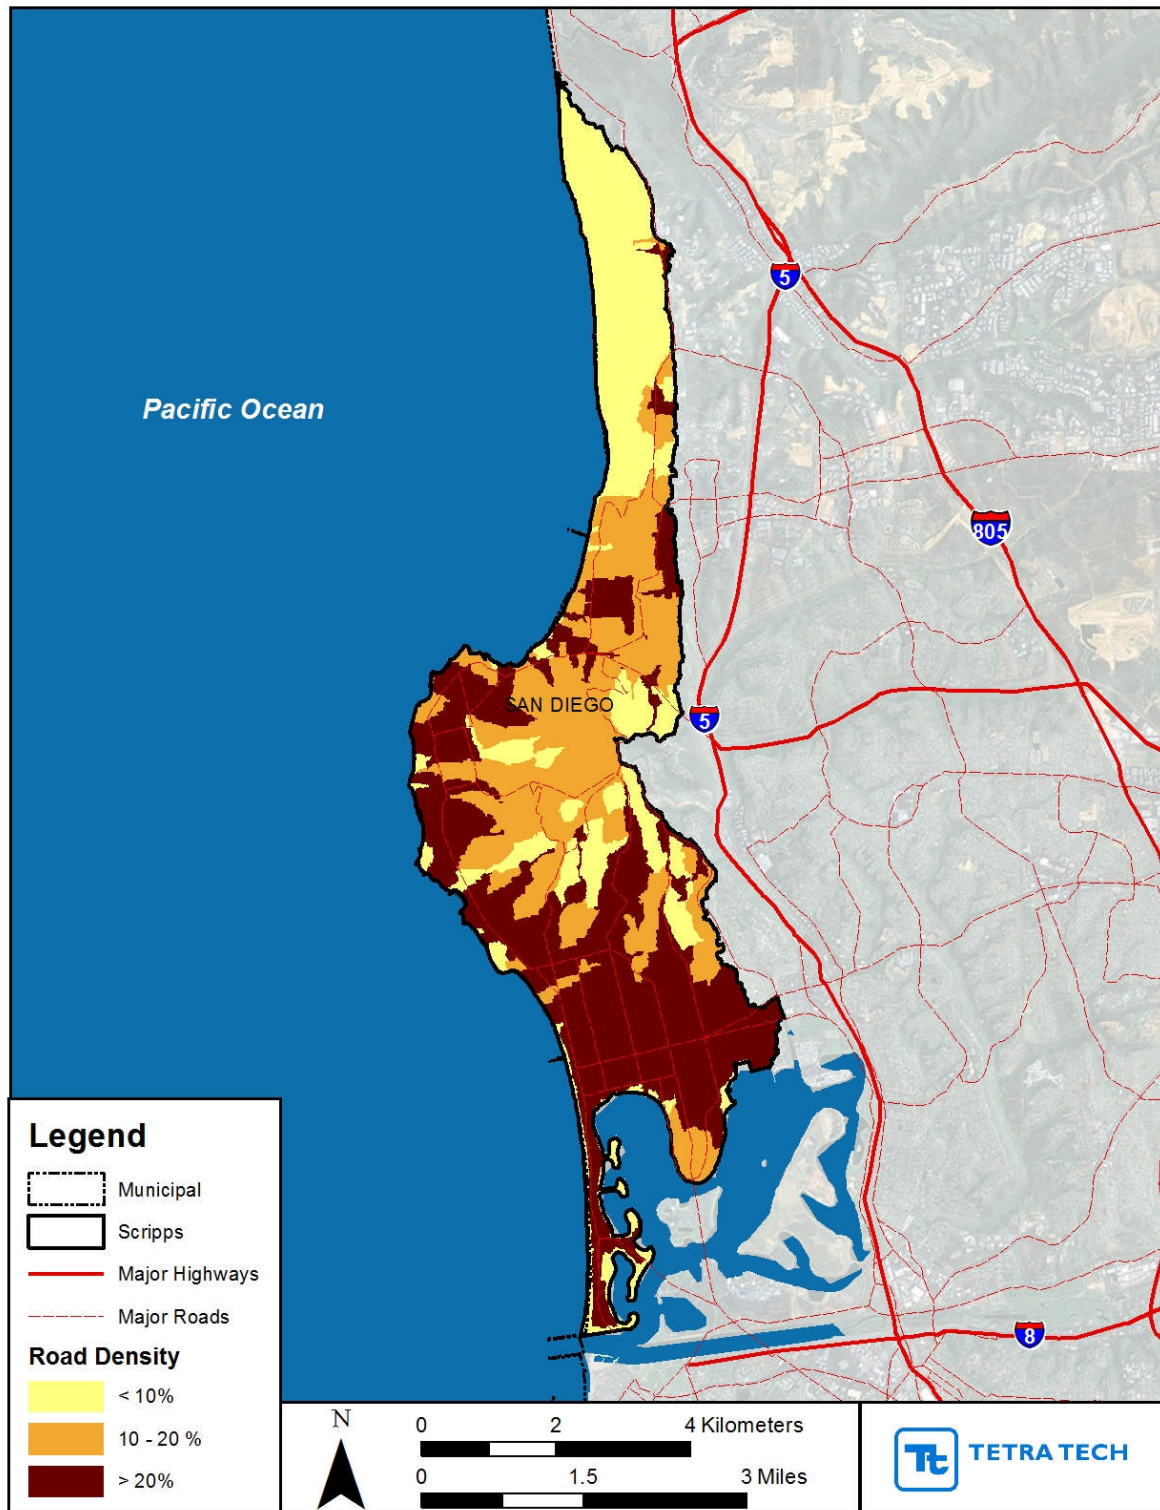 5
Pacific Ocean
805
SAN DIEGO
5
Legend
Municipal
Scripps
Major Highways
Major Roads
Road Density
< 10%
10 - 20 %
> 20%
8
N
0 2 4 Kilometers
0 1.5 3 Miles
Tt TETRA TECH